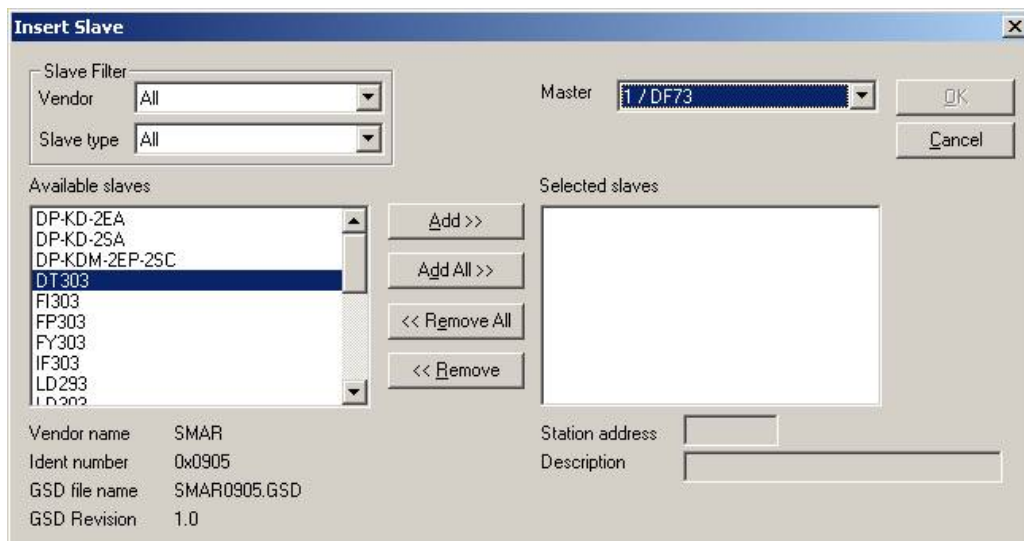 Insert Slave
Slave Filter
Vendor All
Slave type All
Master 1 / DF73
OK
Cancel
Available slaves
DP-KD-2EA
DP-KD-2SA
DP-KDM-2EP-2SC
DT303
FI303
FP303
FY303
IF303
LD293
LD303
Add >>
Add All >>
<< Remove All
<< Remove
Selected slaves
Vendor name SMAR
Ident number 0x0905
GSD file name SMAR0905.GSD
GSD Revision 1.0
Station address
Description